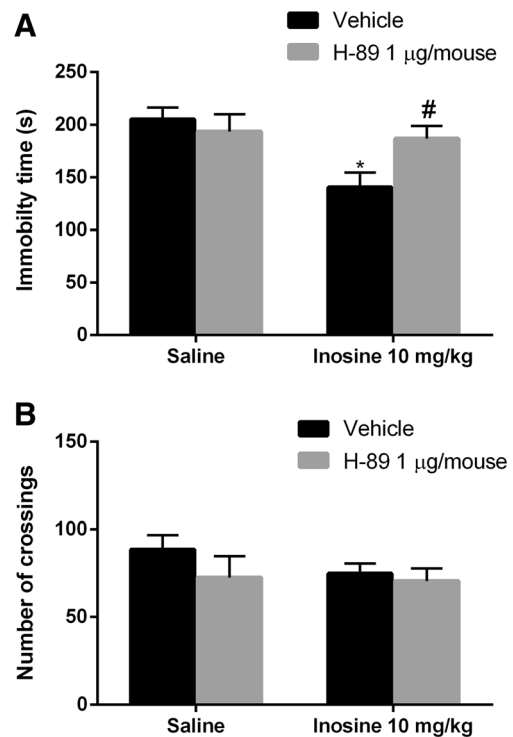 A
Vehicle
H-89 1 μg/mouse
Immobilty time (s)
250
200
150
100
50
0
*
#
Saline
Inosine 10 mg/kg
B
Vehicle
H-89 1 μg/mouse
Number of crossings
150
100
50
0
Saline
Inosine 10 mg/kg